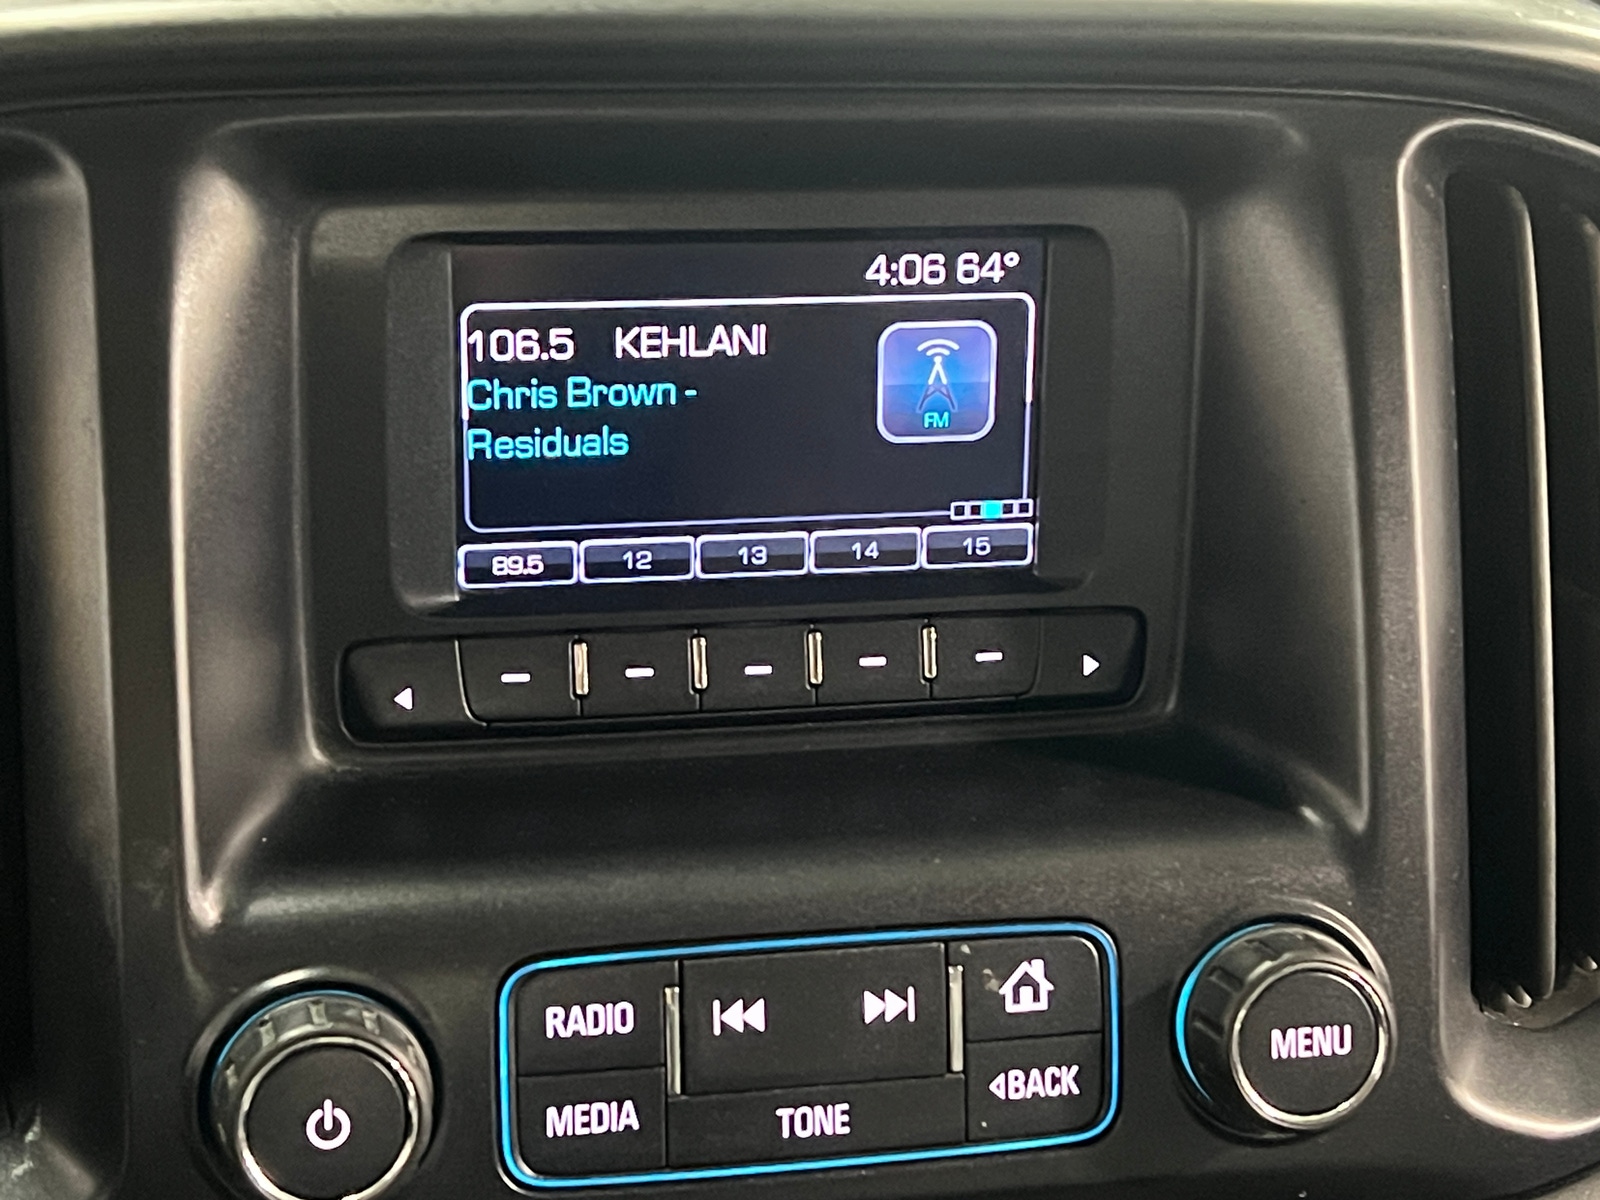 4:06 64°
106.5 KEHLANI
Chris Brown -
Residuals
FM
89.5 12 13 14 15
RADIO
MEDIA
TONE
◁BACK
MENU